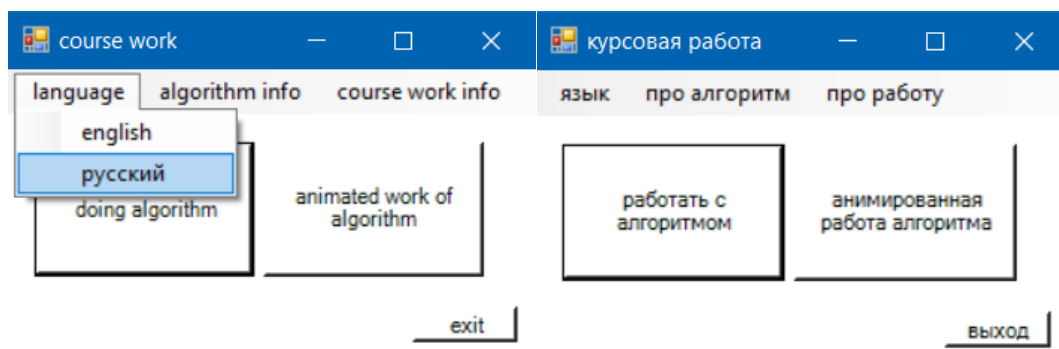 course work
language algorithm info course work info
english
русский
doing algorithm
animated work of
algorithm
exit
курсовая работа
язык про алгоритм про работу
работать с
алгоритмом
анимированная
работа алгоритма
выход